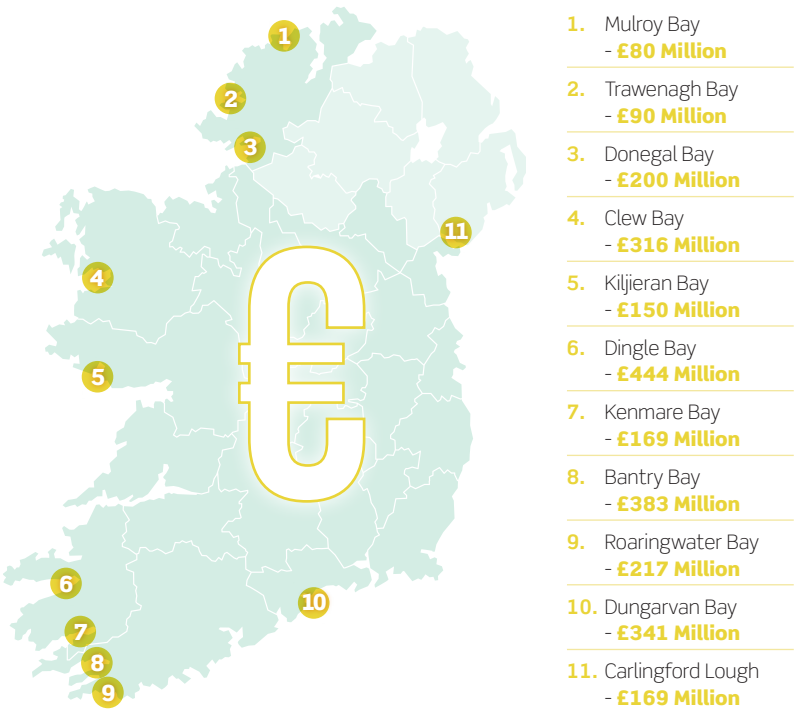 1
2
3
4
5
6
7
8
9
10
11
€
1. Mulroy Bay
- £80 Million
2. Trawenagh Bay
- £90 Million
3. Donegal Bay
- £200 Million
4. Clew Bay
- £316 Million
5. Kiljieran Bay
- £150 Million
6. Dingle Bay
- £444 Million
7. Kenmare Bay
- £169 Million
8. Bantry Bay
- £383 Million
9. Roaringwater Bay
- £217 Million
10. Dungarvan Bay
- £341 Million
11. Carlingford Lough
- £169 Million